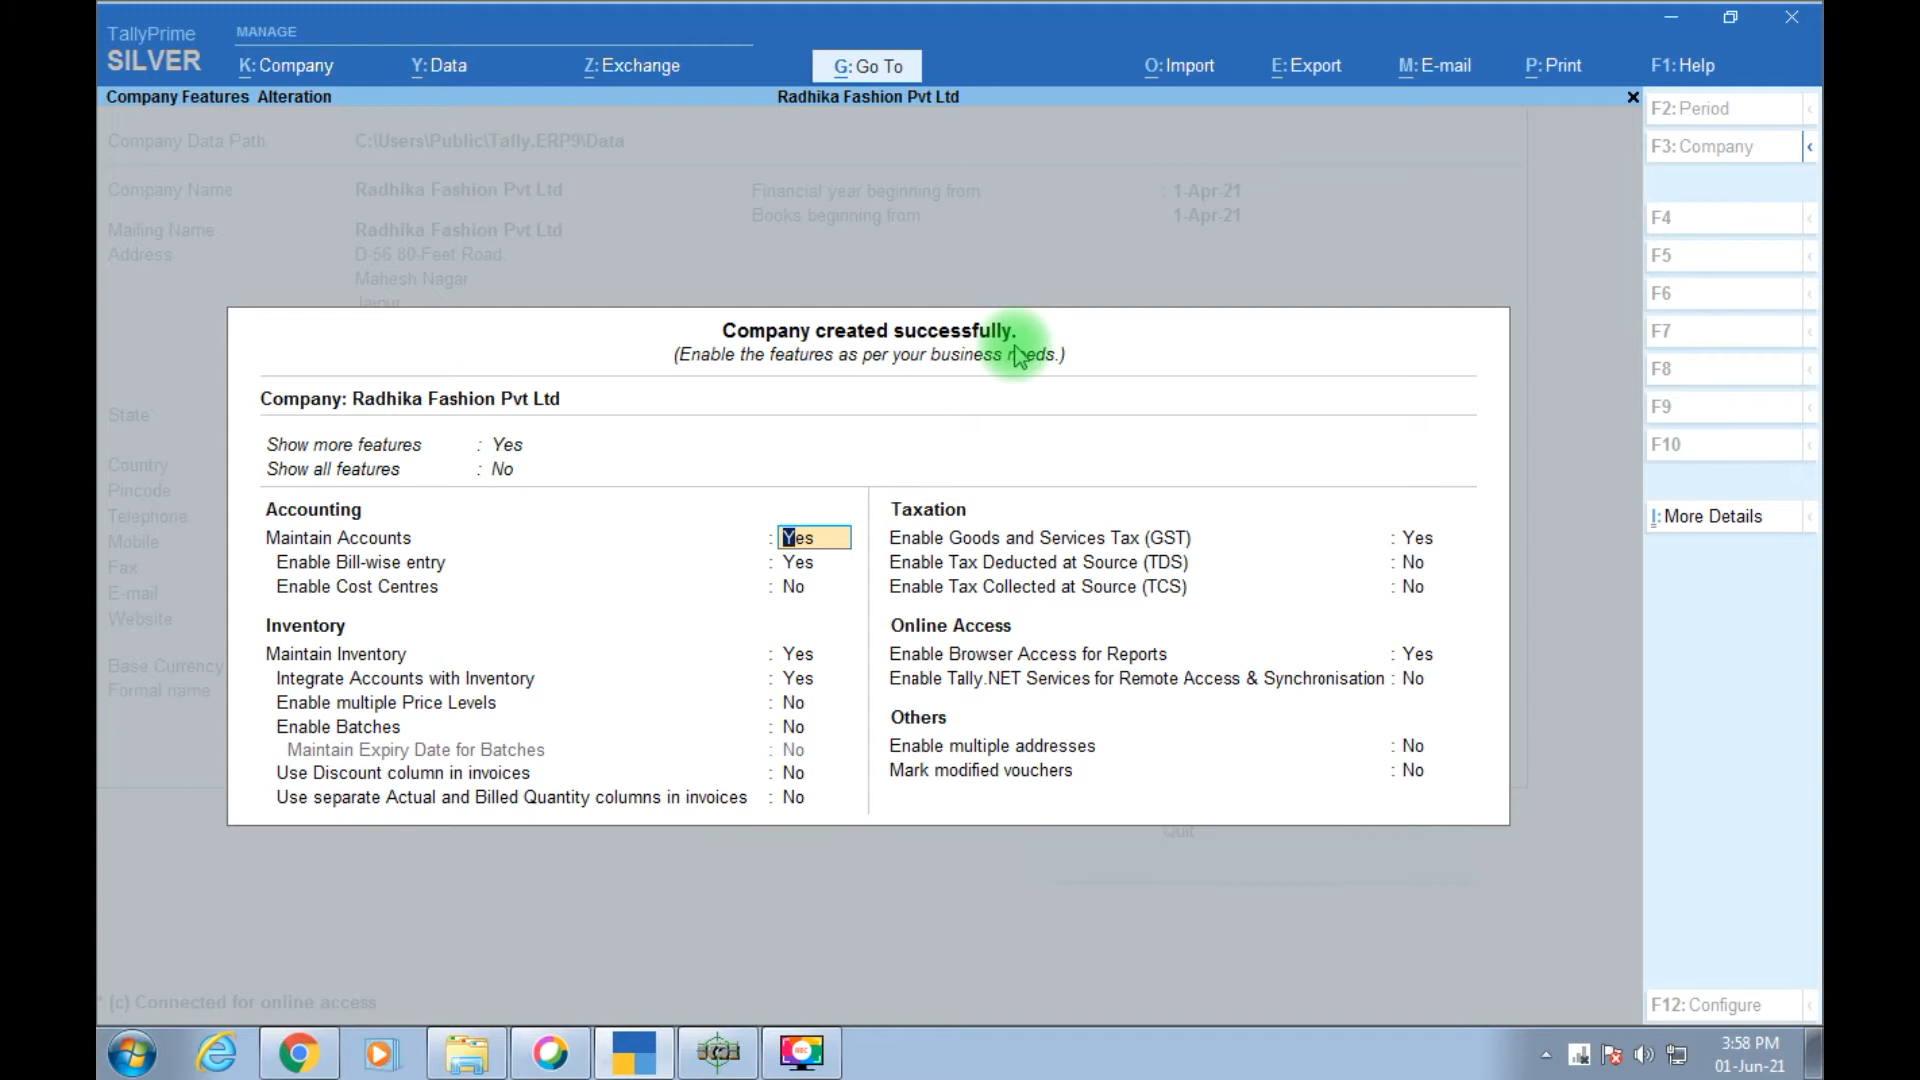 TallyPrime
SILVER
MANAGE
K: Company
Y: Data
Z: Exchange
G: Go To
O: Import
E: Export
M: E-mail
P: Print
F1: Help
Company Features Alteration
Radhika Fashion Pvt Ltd
F2: Period
F3: Company
F4
F5
F6
F7
F8
F9
F10
I: More Details
F12: Configure
Company Data Path
C:\Users\Public\Tally.ERP9\Data
Company Name
Radhika Fashion Pvt Ltd
Financial year beginning from : 1-Apr-21
Books beginning from 1-Apr-21
Mailing Name
Radhika Fashion Pvt Ltd
Address
D-56 80-Feet Road,
Mahesh Nagar
Jaipur
State
Country
Pincode
Telephone
Mobile
Fax
E-mail
Website
Base Currency
Formal name
Company created successfully.
(Enable the features as per your business needs.)
Company: Radhika Fashion Pvt Ltd
Show more features : Yes
Show all features : No
Accounting
Maintain Accounts : Yes
Enable Bill-wise entry : Yes
Enable Cost Centres : No
Inventory
Maintain Inventory : Yes
Integrate Accounts with Inventory : Yes
Enable multiple Price Levels : No
Enable Batches : No
Maintain Expiry Date for Batches : No
Use Discount column in invoices : No
Use separate Actual and Billed Quantity columns in invoices : No
Taxation
Enable Goods and Services Tax (GST) : Yes
Enable Tax Deducted at Source (TDS) : No
Enable Tax Collected at Source (TCS) : No
Online Access
Enable Browser Access for Reports : Yes
Enable Tally.NET Services for Remote Access & Synchronisation : No
Others
Enable multiple addresses : No
Mark modified vouchers : No
Quit
* (c) Connected for online access
3:58 PM
01-Jun-21